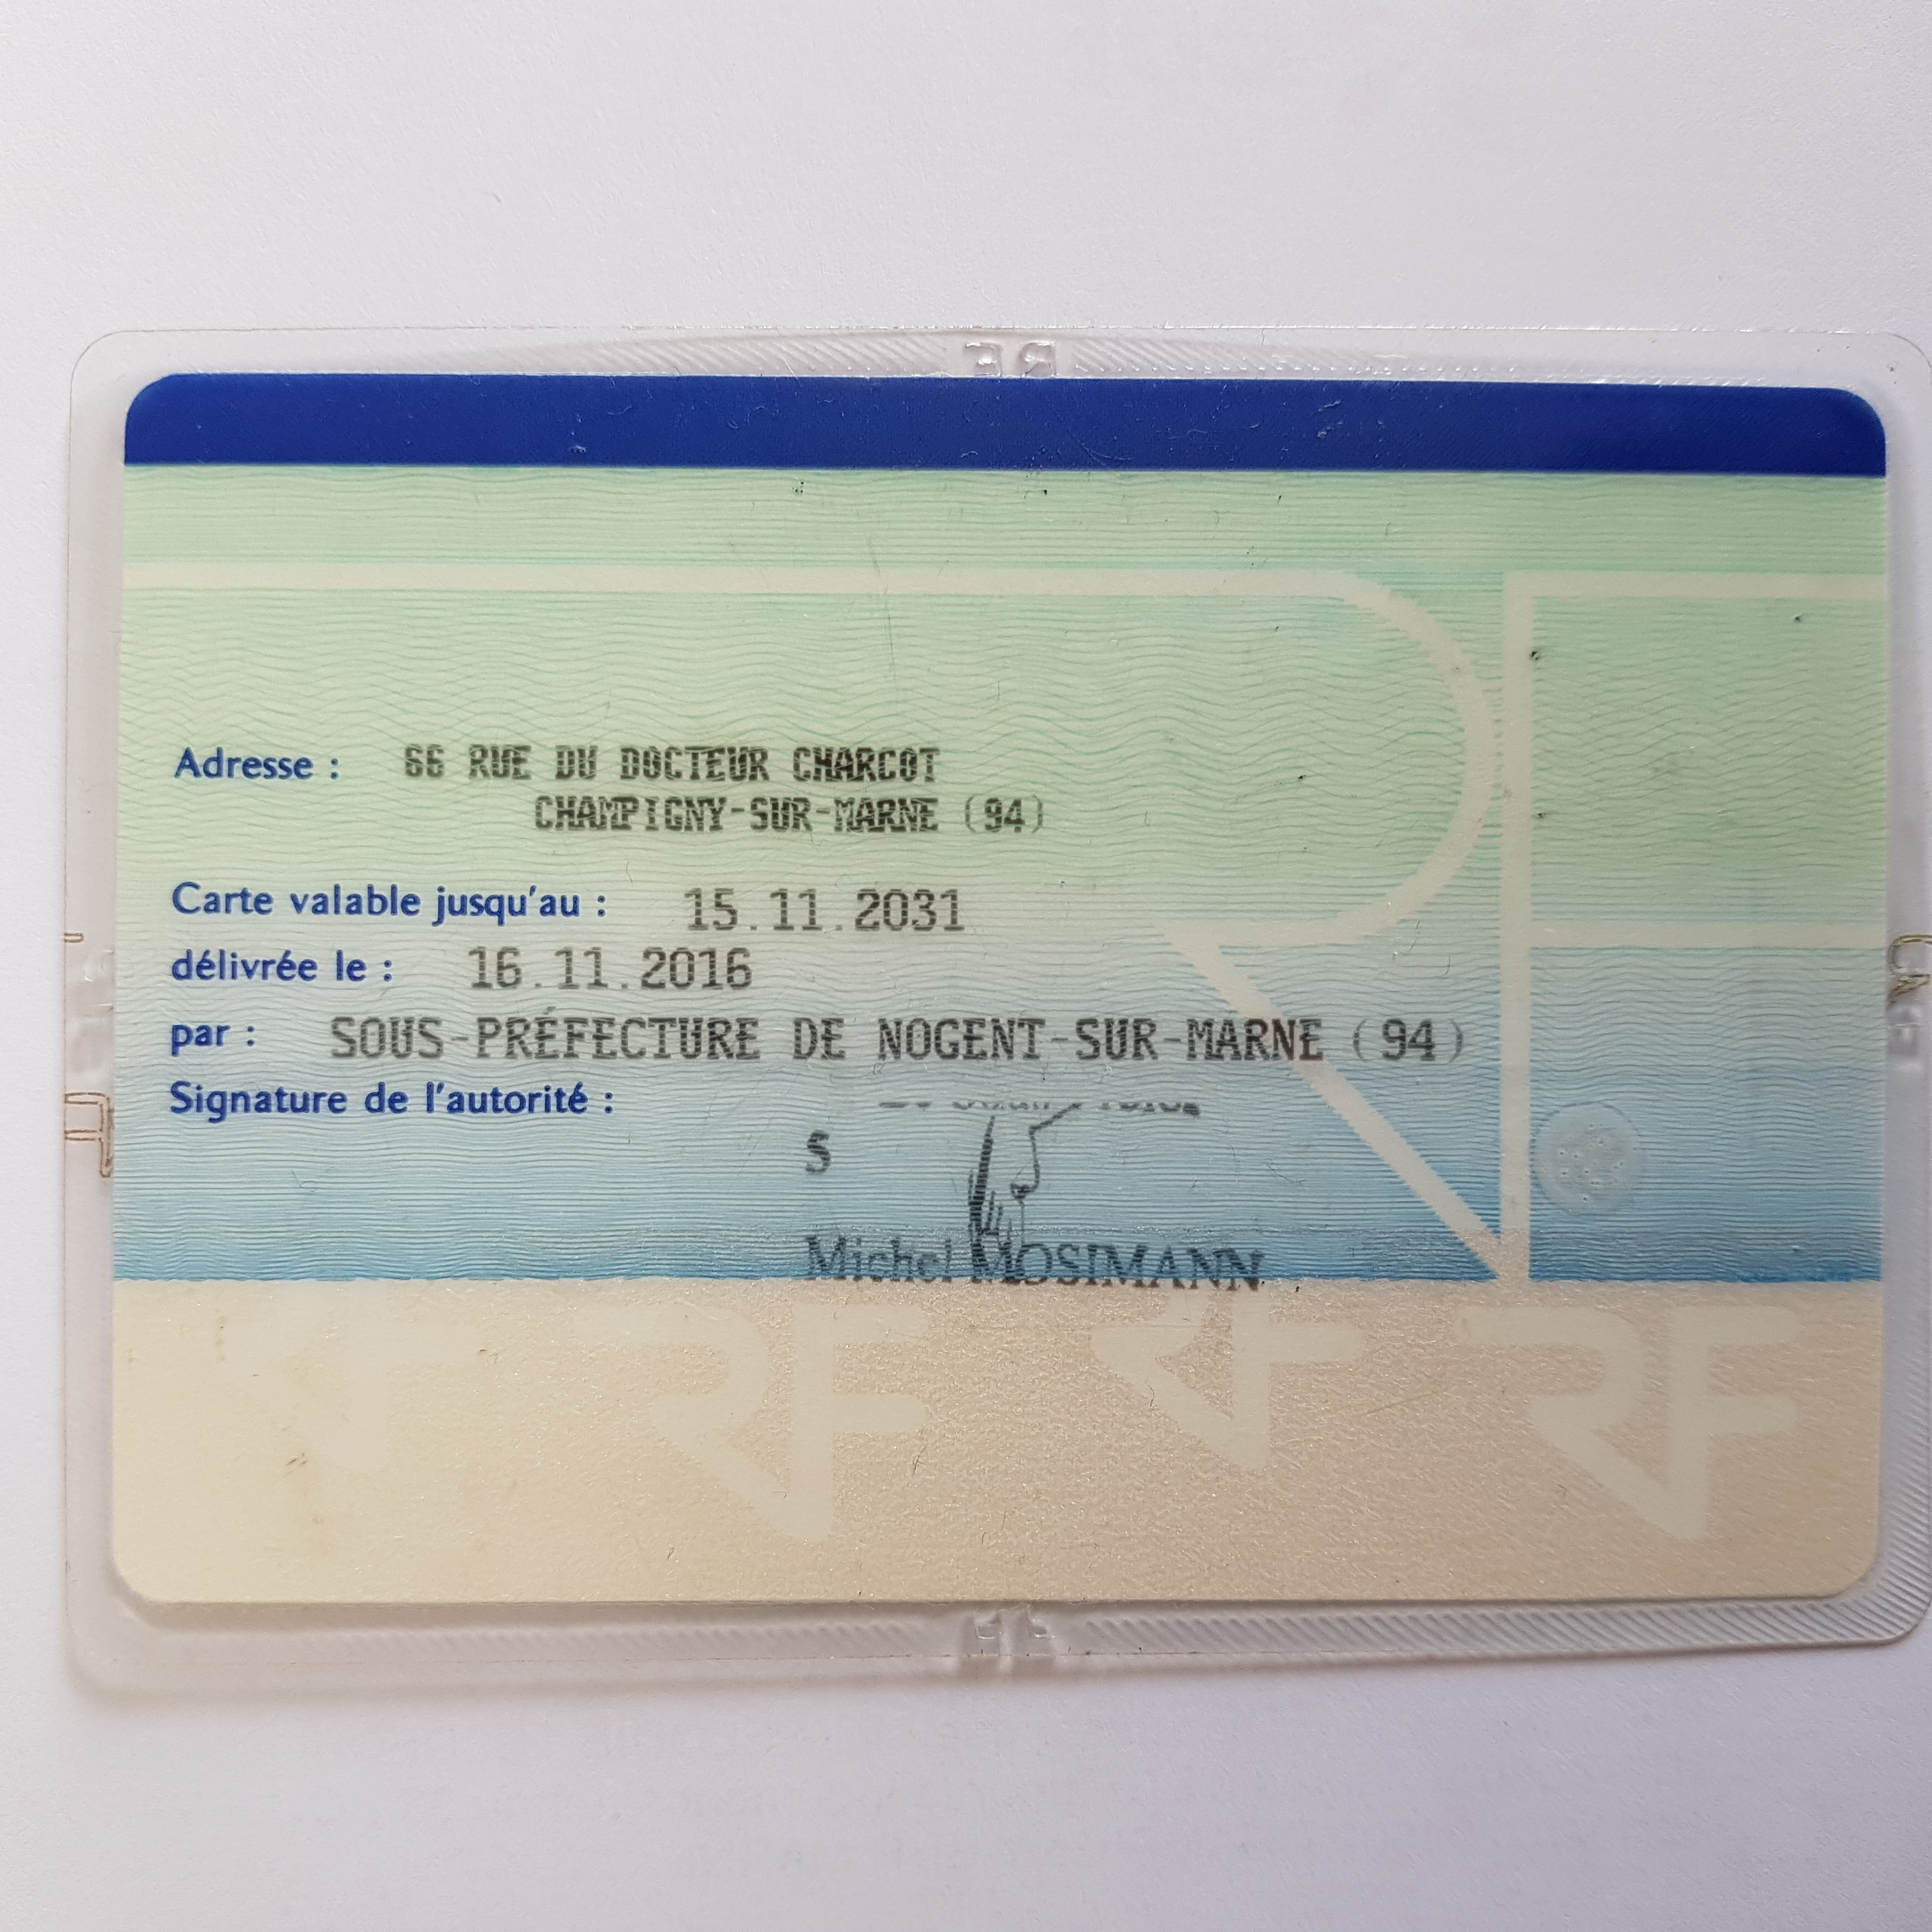 Adresse : 66 RUE DU DOCTEUR CHARCOT
CHAMPIGNY-SUR-MARNE (94)
Carte valable jusqu'au : 15.11.2031
délivrée le : 16.11.2016
par : SOUS-PRÉFECTURE DE NOGENT-SUR-MARNE (94)
Signature de l'autorité :
S
Michel MOSIMANN
RF
RF RF RF